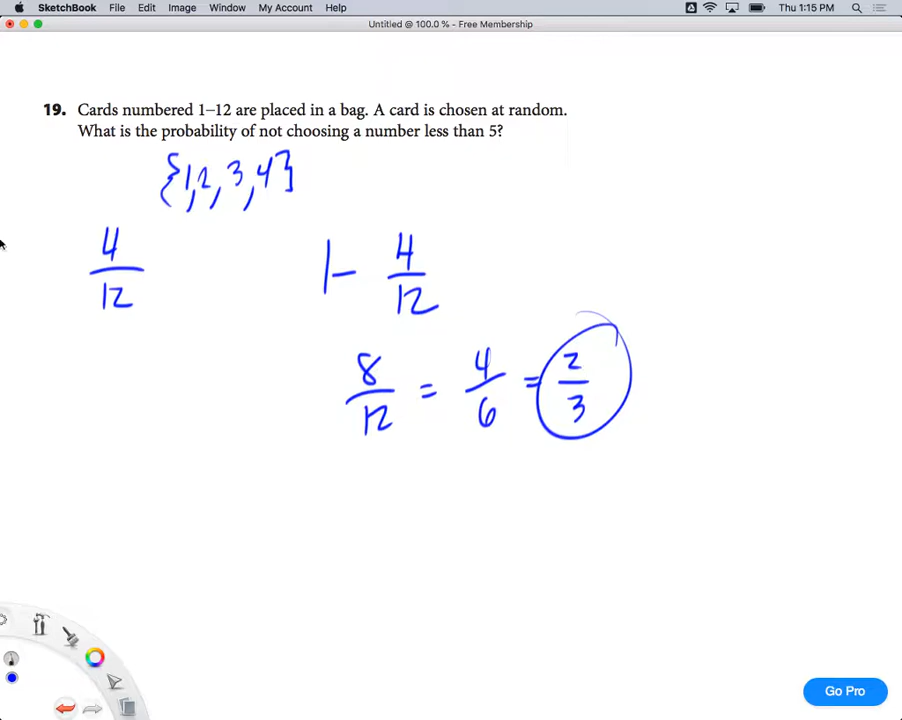 SketchBook File Edit Image Window My Account Help Thu 1:15 PM
Untitled @ 100.0 % - Free Membership
19. Cards numbered 1–12 are placed in a bag. A card is chosen at random.
What is the probability of not choosing a number less than 5?
{1,2,3,4}
4/12 1- 4/12
8/12 = 4/6 = 2/3
Go Pro